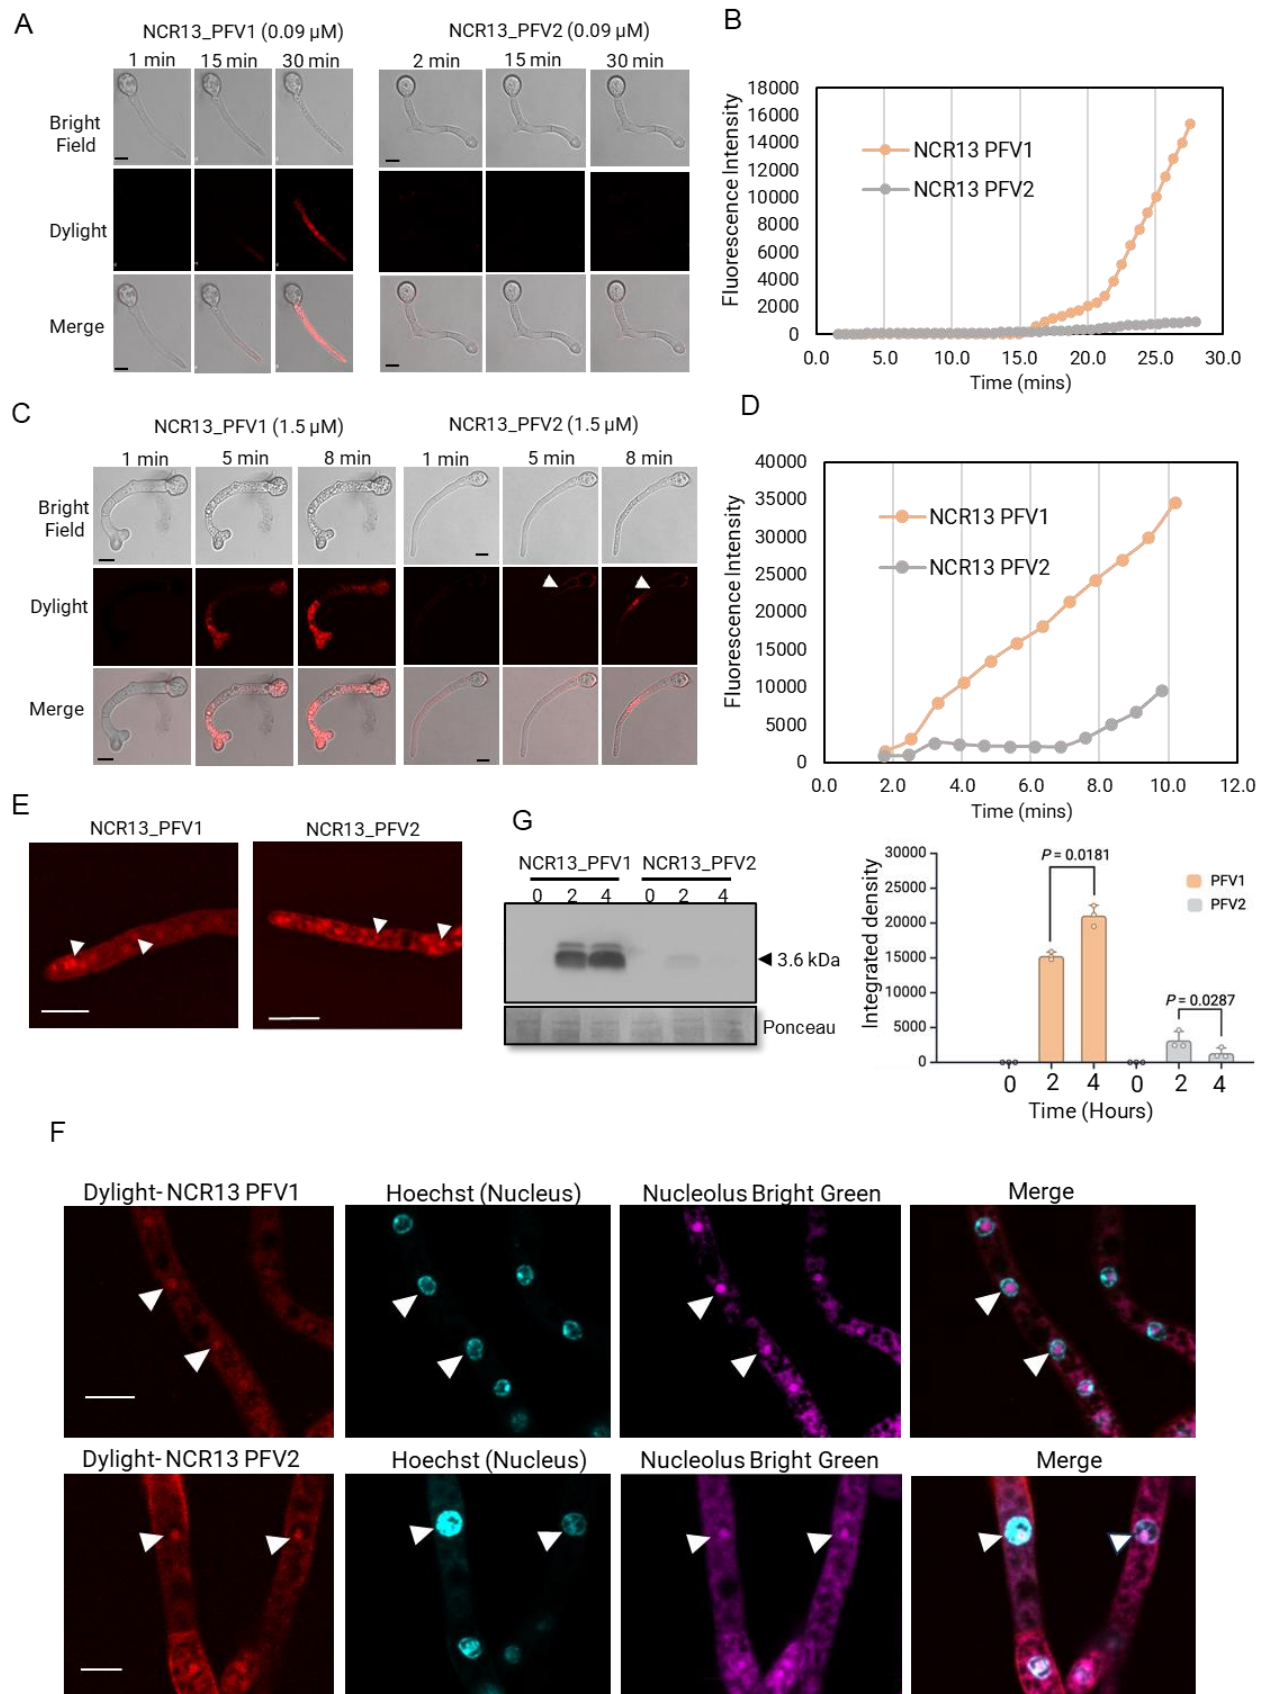 A
NCR13_PFV1 (0.09 µM)
NCR13_PFV2 (0.09 µM)
1 min
15 min
30 min
2 min
15 min
30 min
Bright
Field
Dylight
Merge
B
Fluorescence Intensity
18000
16000
14000
12000
10000
8000
6000
4000
2000
0
NCR13 PFV1
NCR13 PFV2
0.0
5.0
10.0
15.0
20.0
25.0
30.0
Time (mins)
C
NCR13_PFV1 (1.5 µM)
NCR13_PFV2 (1.5 µM)
1 min
5 min
8 min
1 min
5 min
8 min
Bright
Field
Dylight
Merge
D
Fluorescence Intensity
40000
35000
30000
25000
20000
15000
10000
5000
0
NCR13 PFV1
NCR13 PFV2
0.0
2.0
4.0
6.0
8.0
10.0
12.0
Time (mins)
E
NCR13_PFV1
NCR13_PFV2
G
NCR13_PFV1
NCR13_PFV2
0
2
4
0
2
4
3.6 kDa
Ponceau
Integrated density
30000
25000
20000
15000
10000
5000
0
P = 0.0181
P = 0.0287
PFV1
PFV2
0
2
4
0
2
4
Time (Hours)
F
Dylight- NCR13 PFV1
Hoechst (Nucleus)
Nucleolus Bright Green
Merge
Dylight- NCR13 PFV2
Hoechst (Nucleus)
Nucleolus Bright Green
Merge